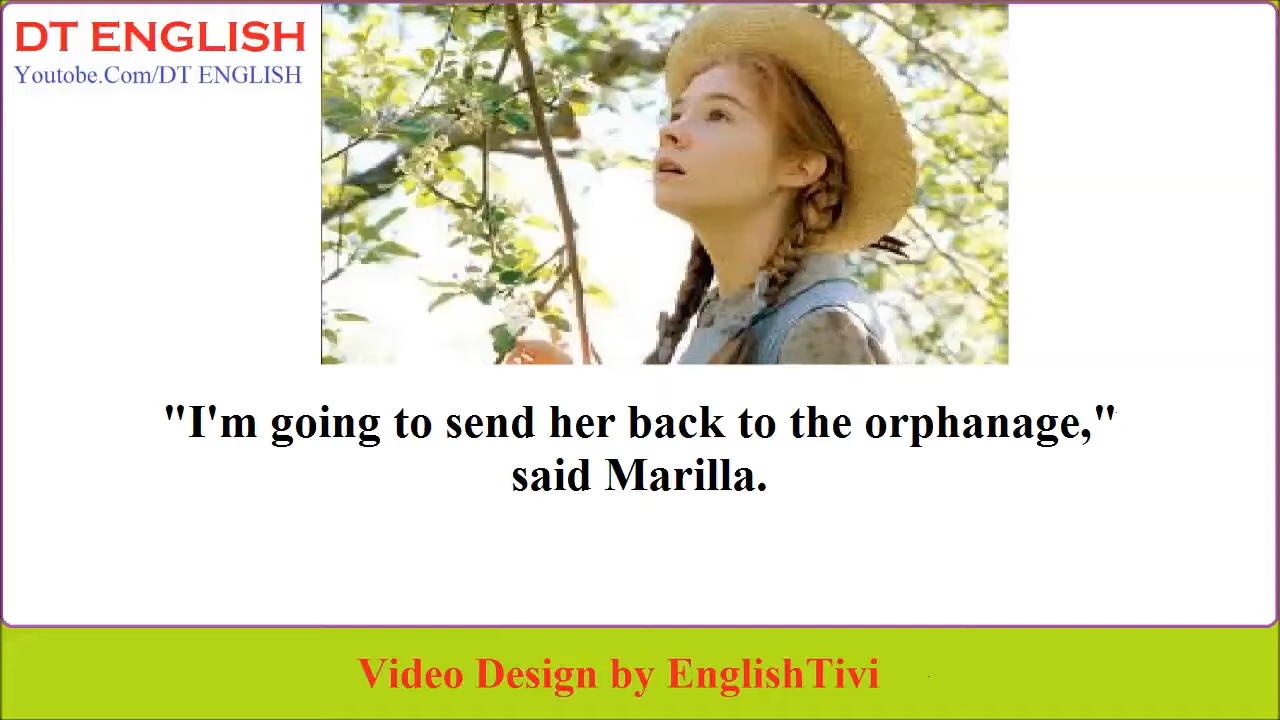 DT ENGLISH
Youtobe.Com/DT ENGLISH
"I'm going to send her back to the orphanage,"
said Marilla.
Video Design by EnglishTivi